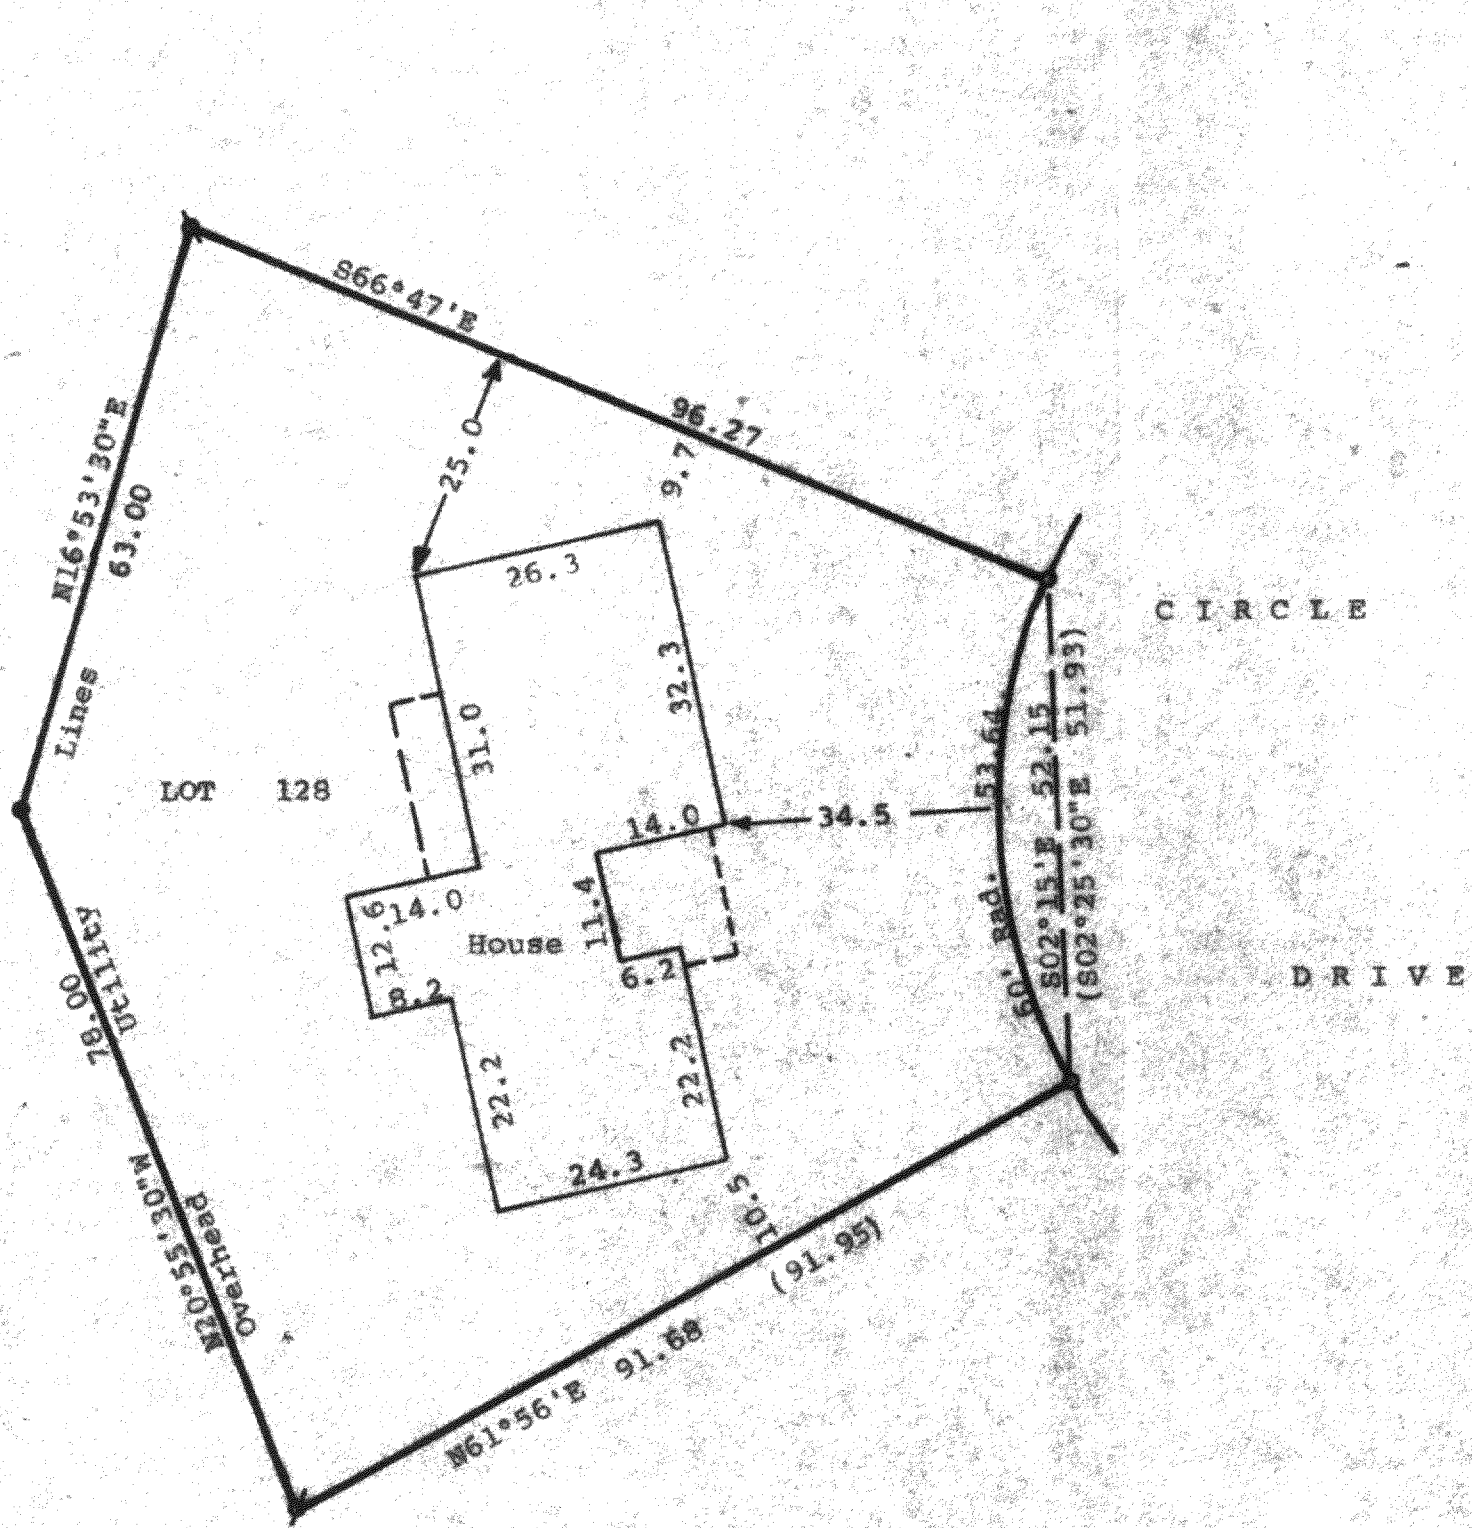 S66°47'E
96.27
N16°53'30"E
63.00
25.0
9.7
26.3
CIRCLE
32.3
31.0
Lines
LOT 128
53.64
60' Rad.
S02°15'E 52.15
(S02°25'30"E 51.93)
34.5
14.0
14.0
12.6
11.4
House
6.2
8.2
DRIVE
Utility
78.00
22.2
22.2
24.3
10.5
N20°55'30"W
Overhead
(91.95)
N61°56'E 91.68